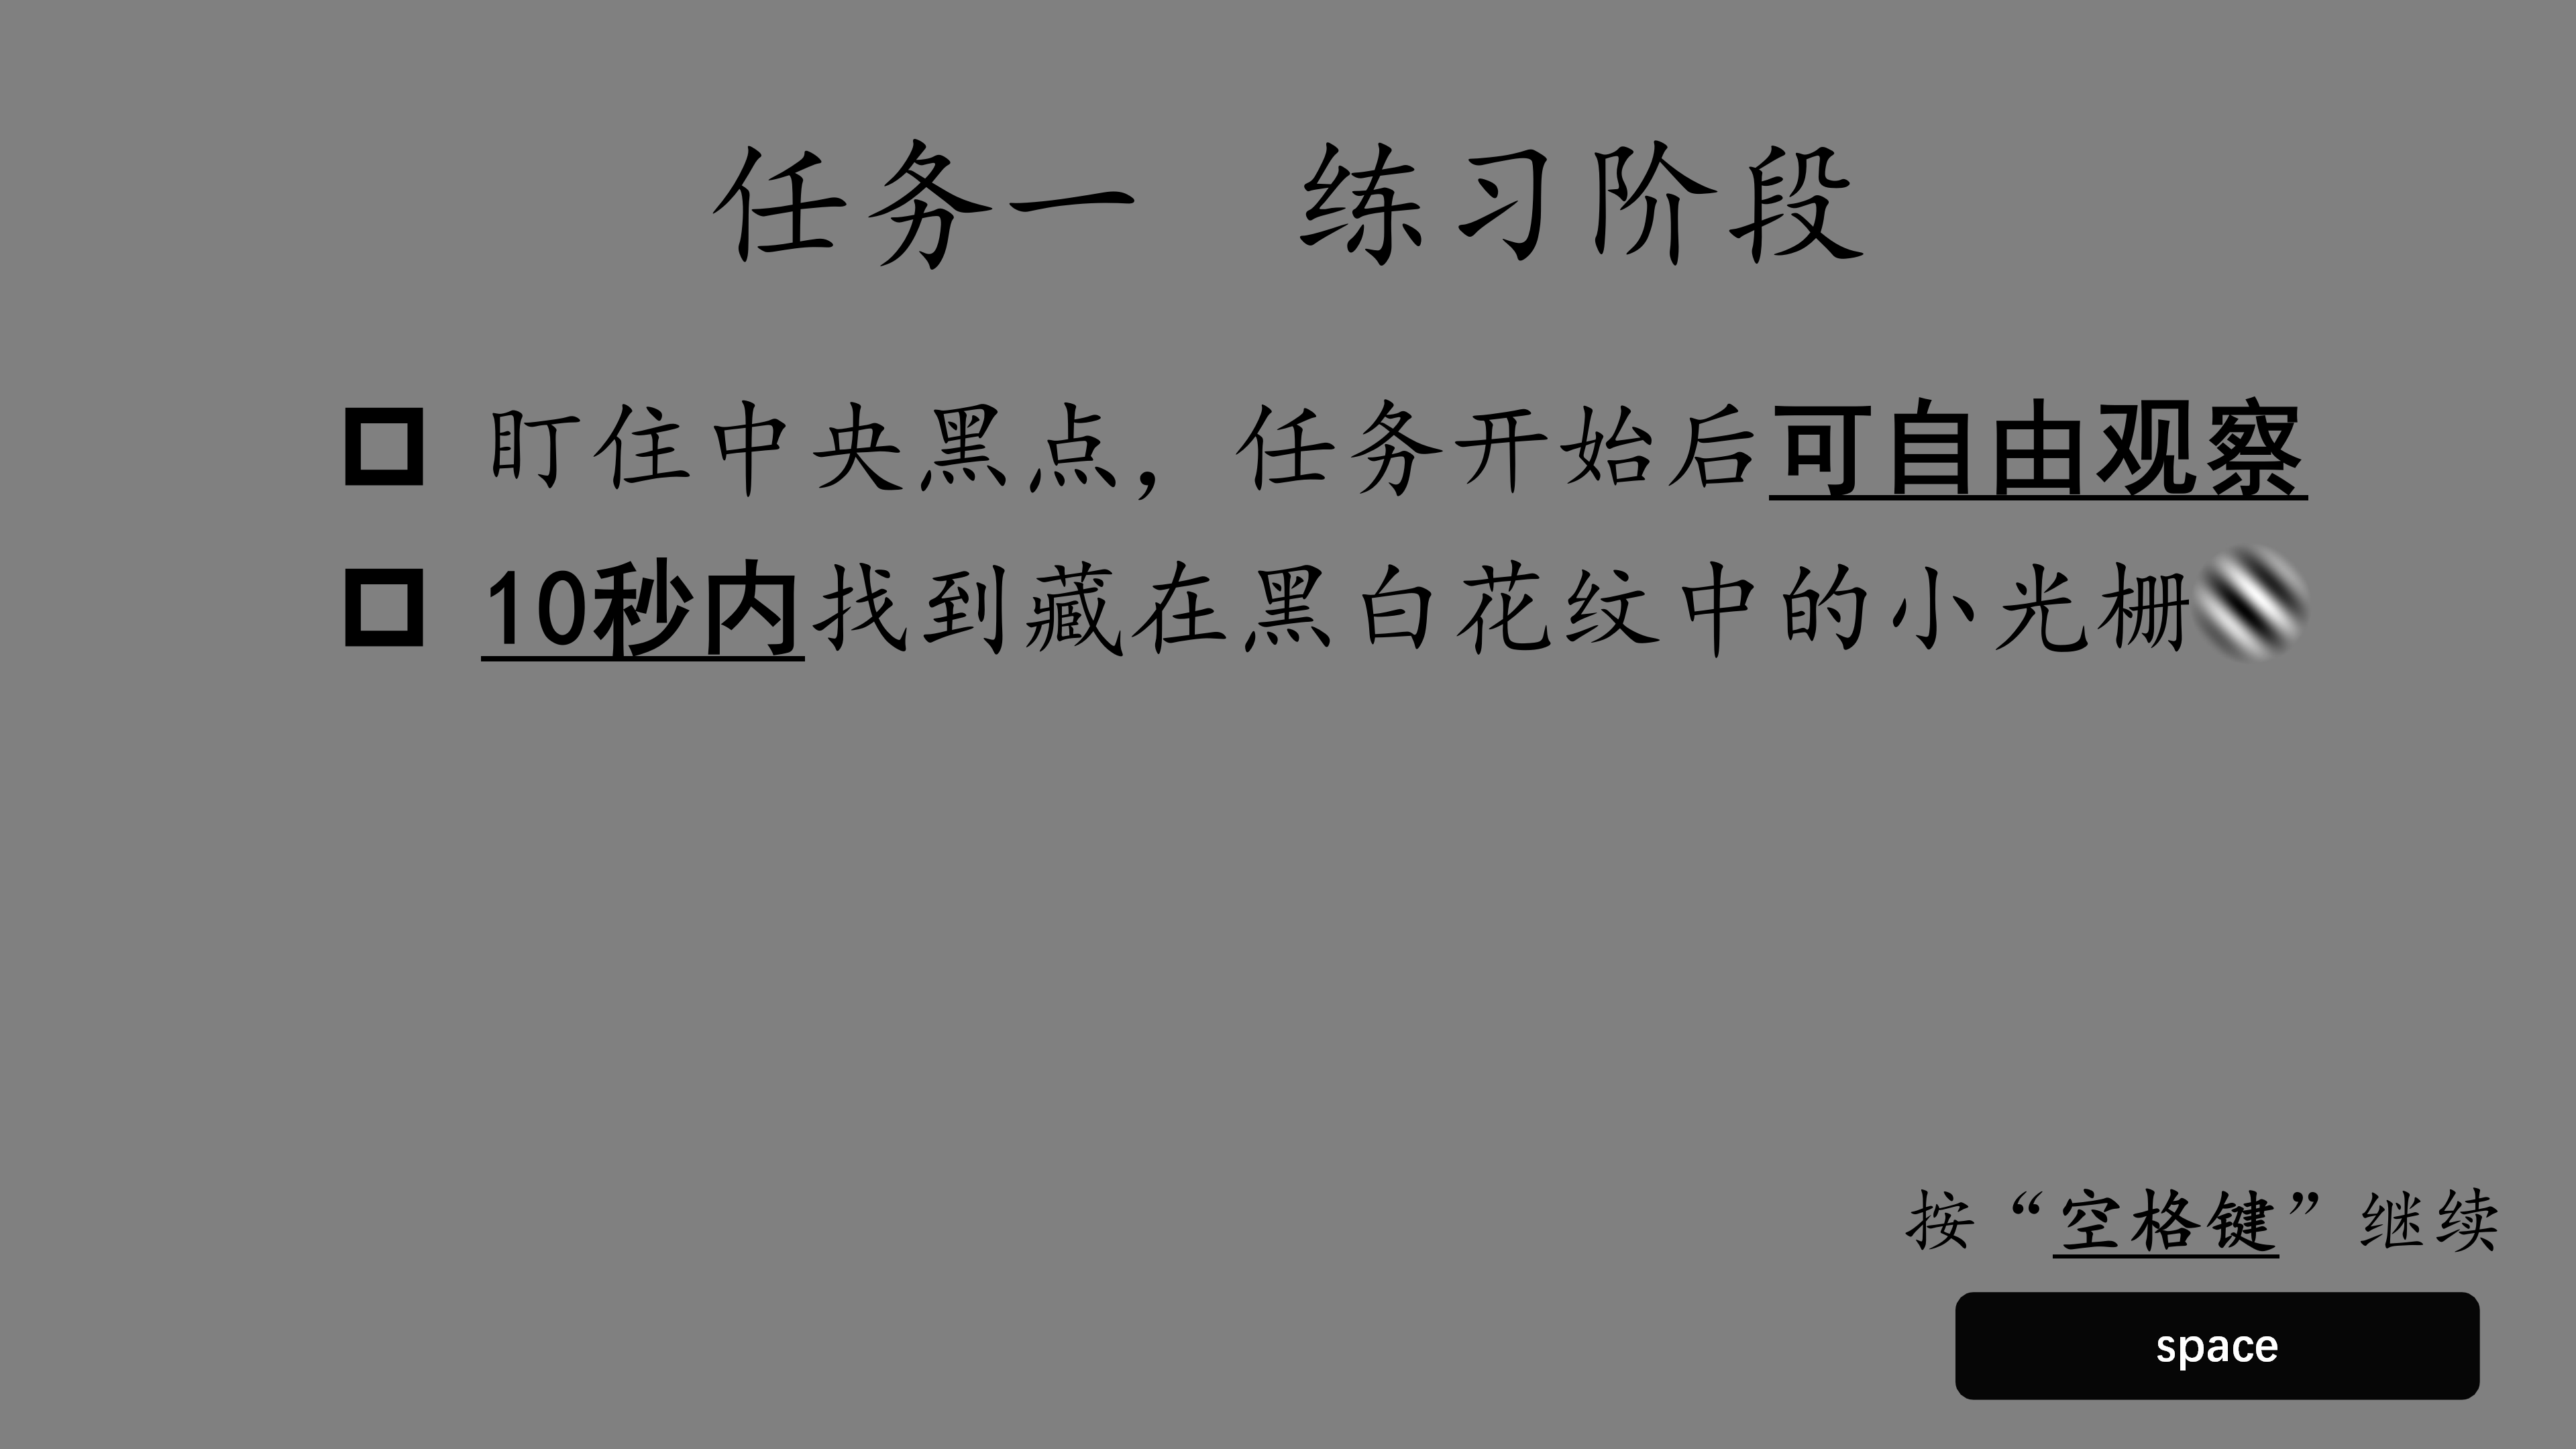 任务一 练习阶段
盯住中央黑点，任务开始后可自由观察
10秒内找到藏在黑白花纹中的小光栅
按“空格键”继续
space